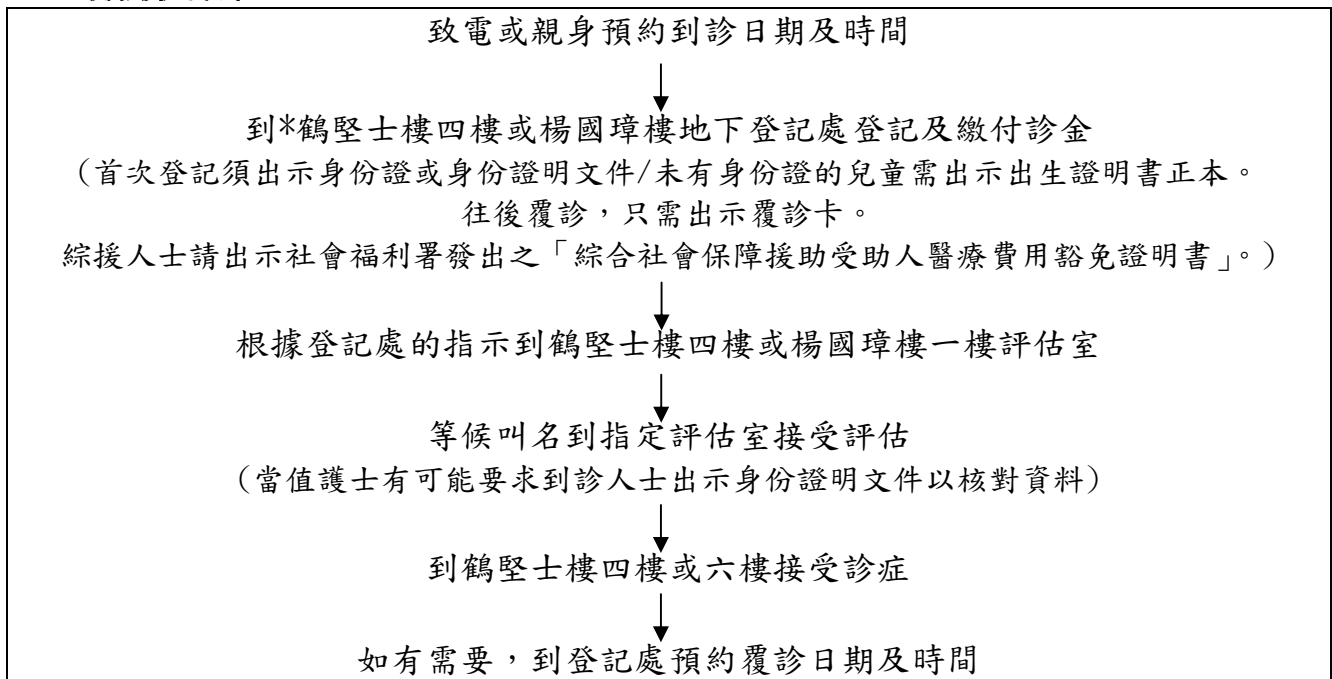 致電或親身預約到診日期及時間
到*鶴堅士樓四樓或楊國璋樓地下登記處登記及繳付診金
（首次登記須出示身份證或身份證明文件/未有身份證的兒童需出示出生證明書正本。
往後覆診，只需出示覆診卡。
綜援人士請出示社會福利署發出之「綜合社會保障援助受助人醫療費用豁免證明書」。）
根據登記處的指示到鶴堅士樓四樓或楊國璋樓一樓評估室
等候叫名到指定評估室接受評估
（當值護士有可能要求到診人士出示身份證明文件以核對資料）
到鶴堅士樓四樓或六樓接受診症
如有需要，到登記處預約覆診日期及時間